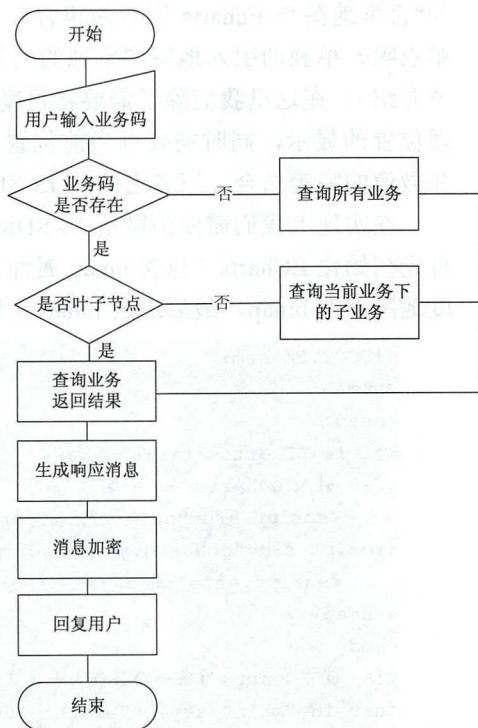 开始
用户输入业务码
业务码
是否存在
否
查询所有业务
是
是否叶子节点
否
查询当前业务下
的子业务
是
查询业务
返回结果
生成响应消息
消息加密
回复用户
结束